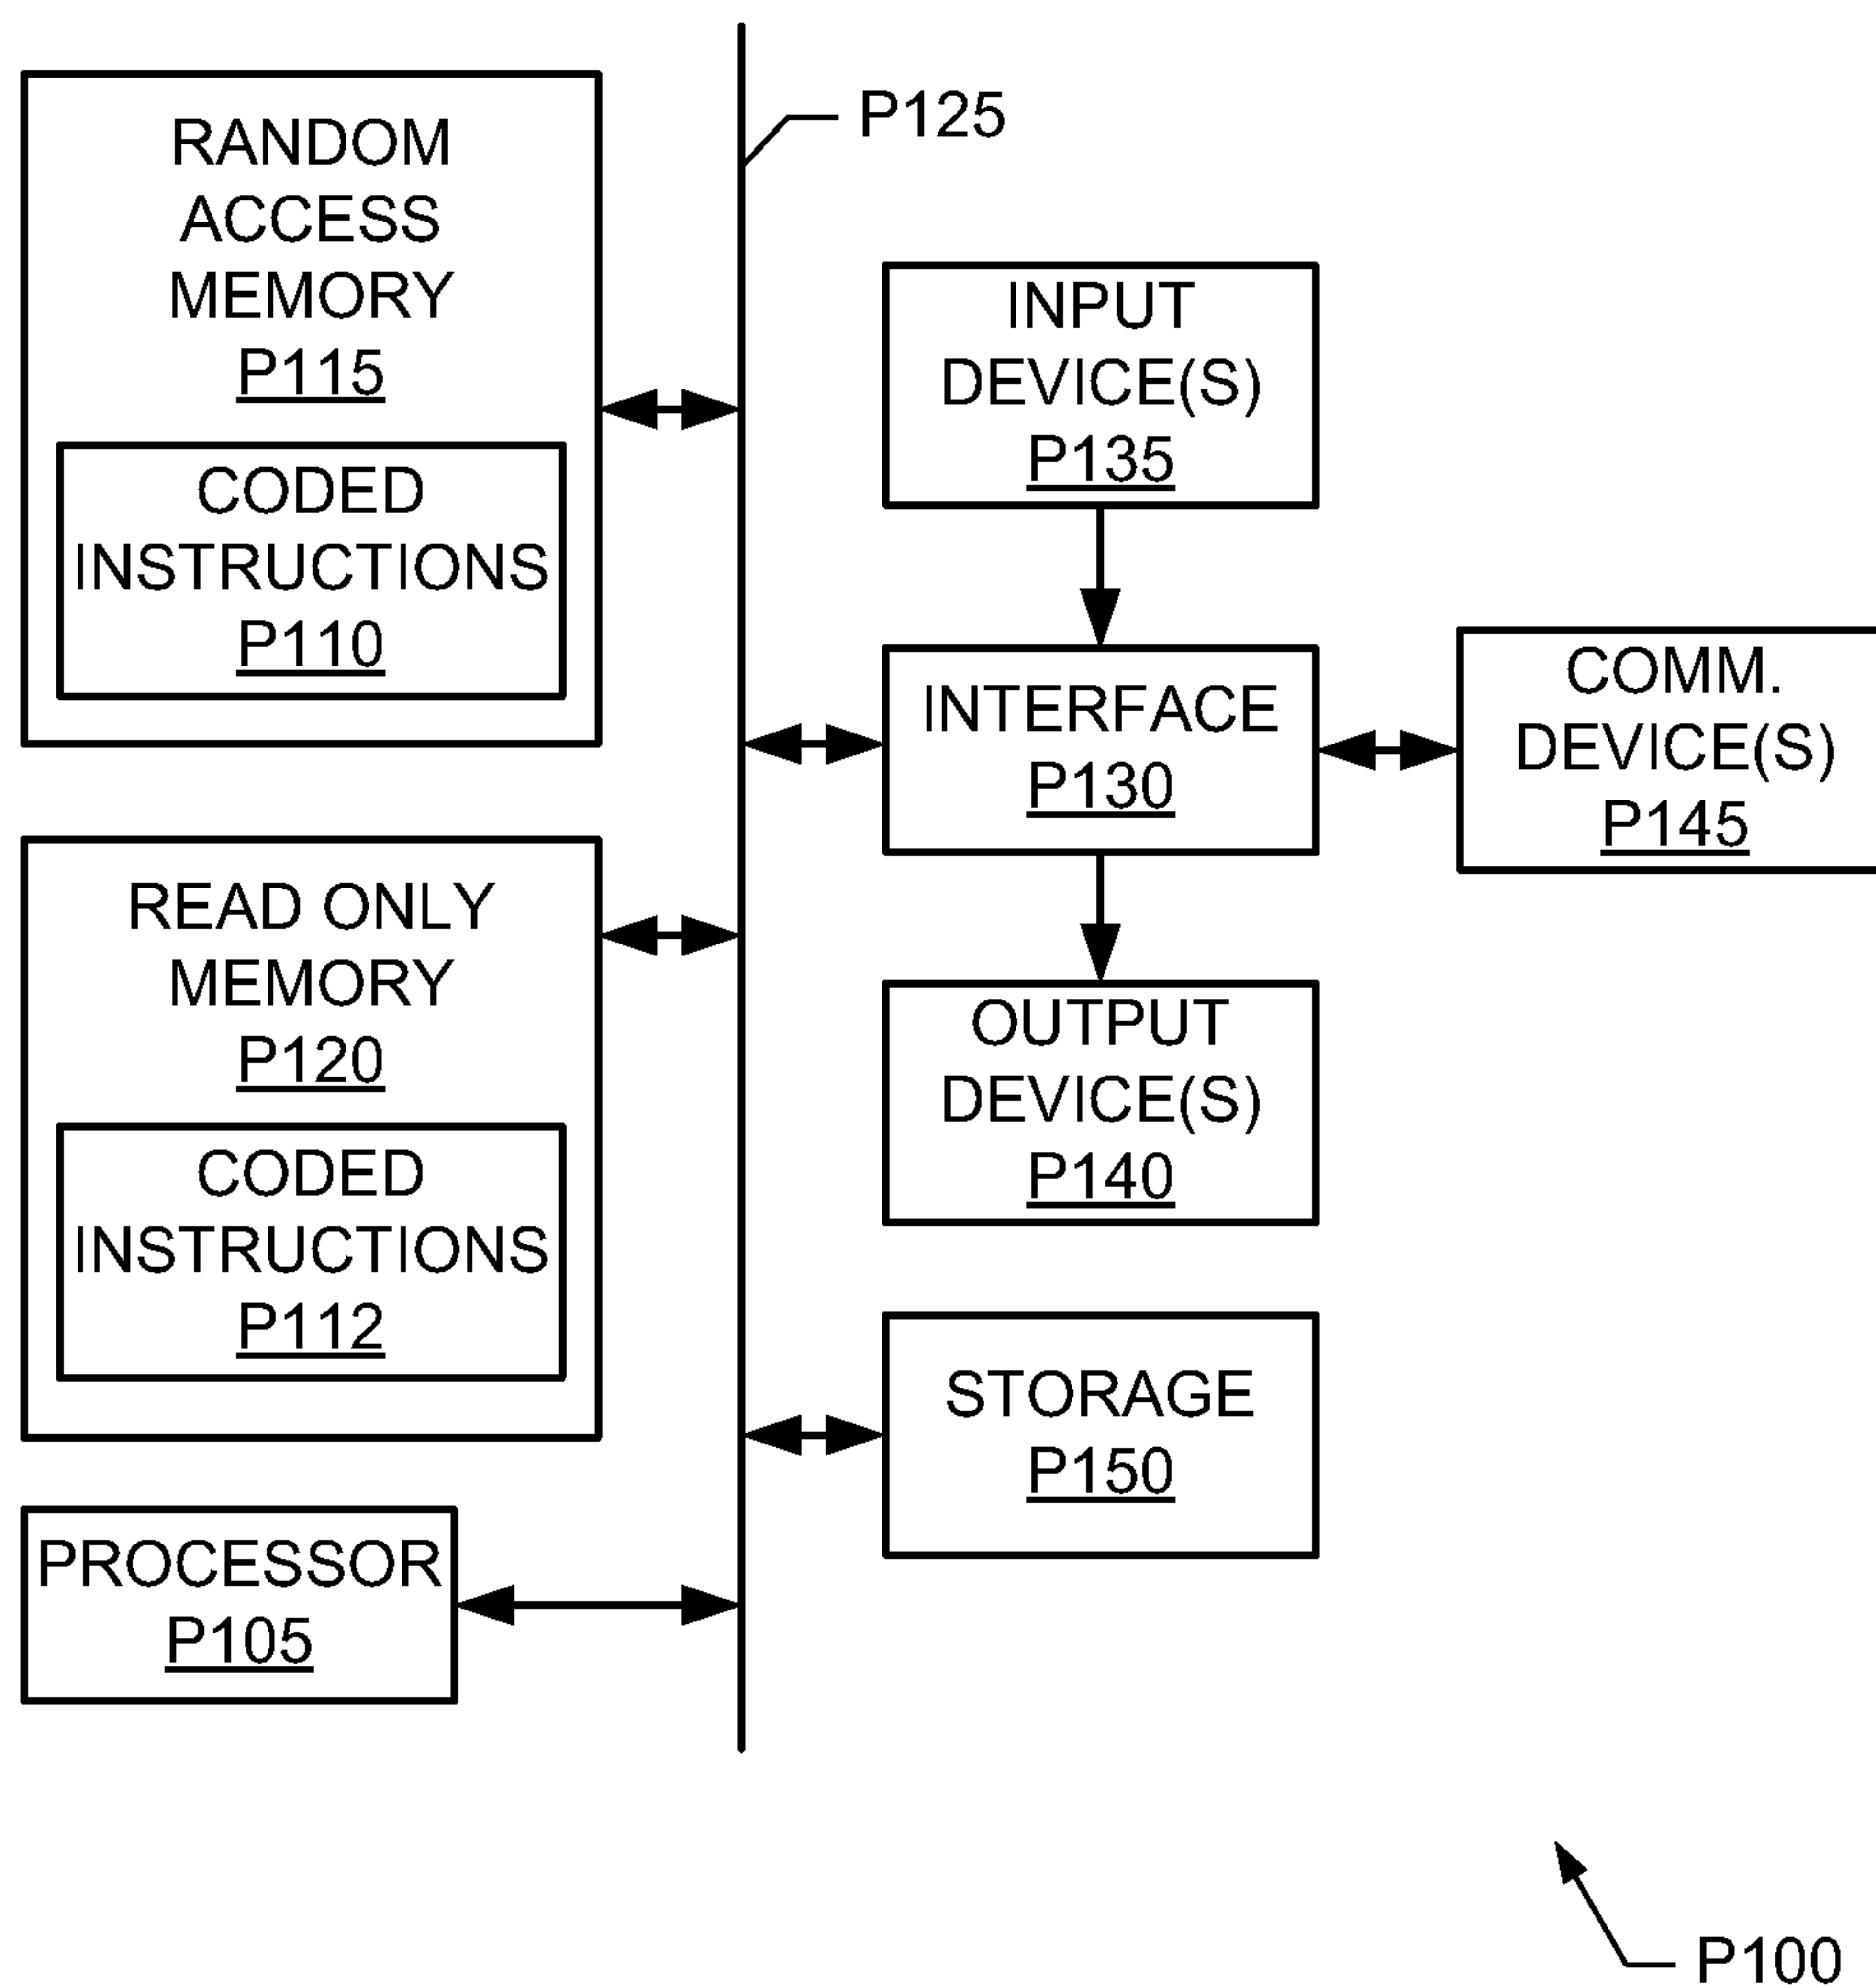 RANDOM
ACCESS
MEMORY
P115
CODED
INSTRUCTIONS
P110
READ ONLY
MEMORY
P120
CODED
INSTRUCTIONS
P112
PROCESSOR
P105
P125
INPUT
DEVICE(S)
P135
INTERFACE
P130
OUTPUT
DEVICE(S)
P140
STORAGE
P150
COMM.
DEVICE(S)
P145
P100